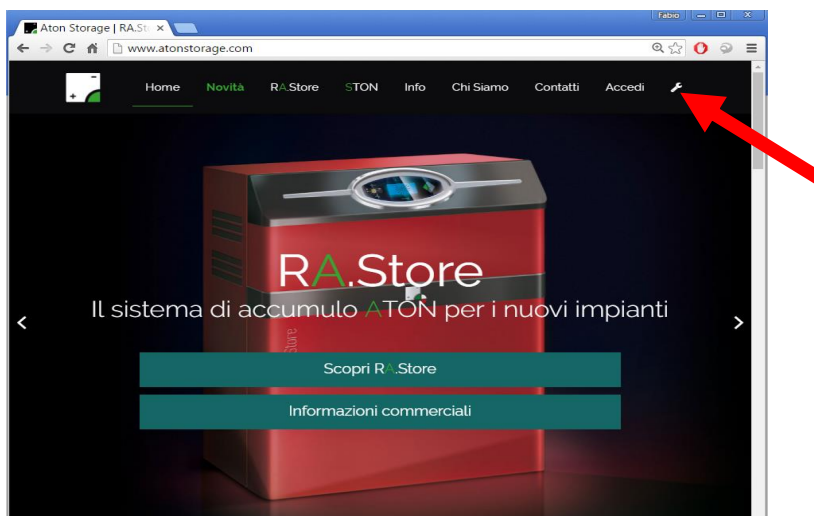 Fabio
Aton Storage | RA.St
www.atonstorage.com
Home Novità RA.Store STON Info Chi Siamo Contatti Accedi
RA.Store
Il sistema di accumulo ATON per i nuovi impianti
Store
Scopri RA.Store
Informazioni commerciali